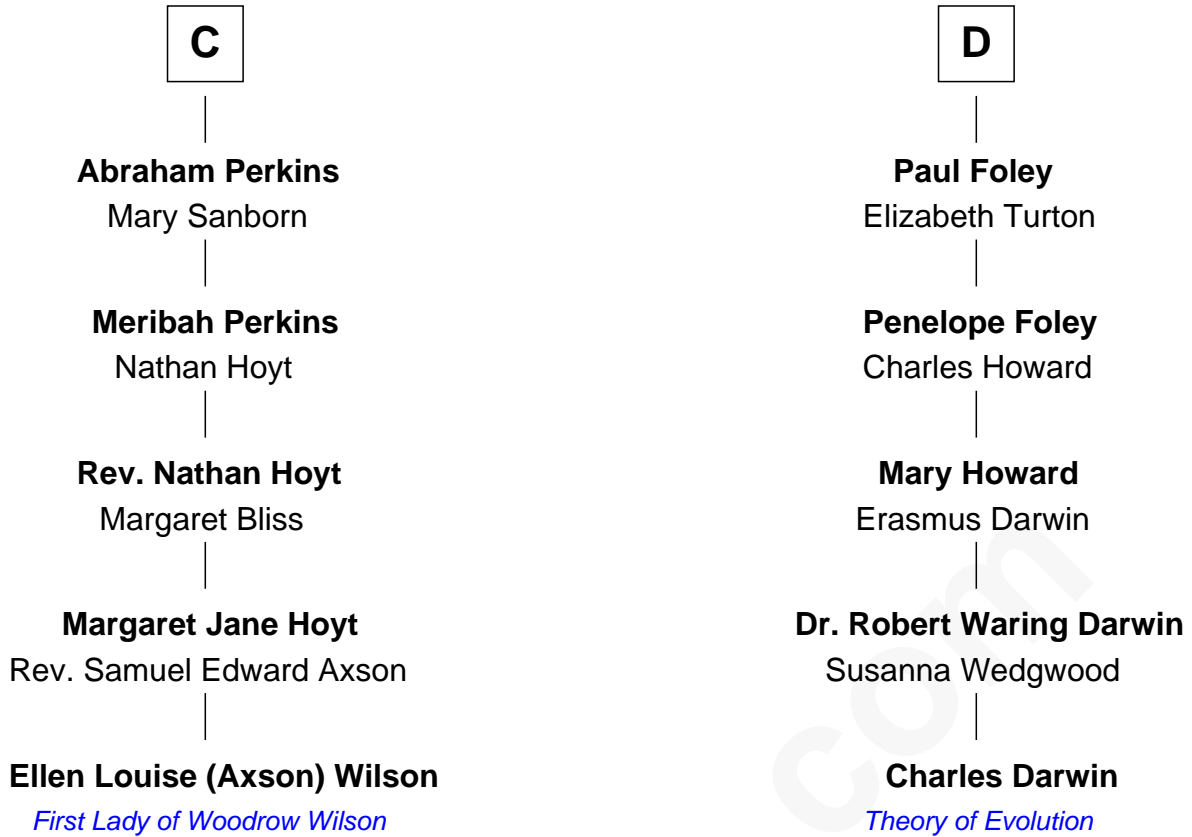 C
Abraham Perkins
Mary Sanborn
Meribah Perkins
Nathan Hoyt
Rev. Nathan Hoyt
Margaret Bliss
Margaret Jane Hoyt
Rev. Samuel Edward Axson
Ellen Louise (Axson) Wilson
First Lady of Woodrow Wilson
D
Paul Foley
Elizabeth Turton
Penelope Foley
Charles Howard
Mary Howard
Erasmus Darwin
Dr. Robert Waring Darwin
Susanna Wedgwood
Charles Darwin
Theory of Evolution
com